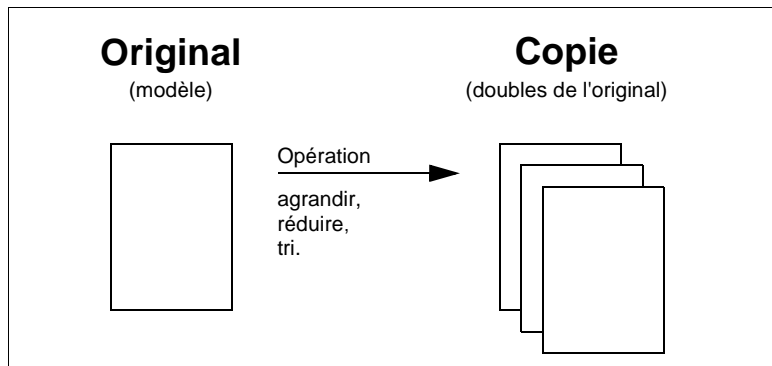 Original
(modèle)
Copie
(doubles de l'original)
Opération
agrandir,
réduire,
tri.